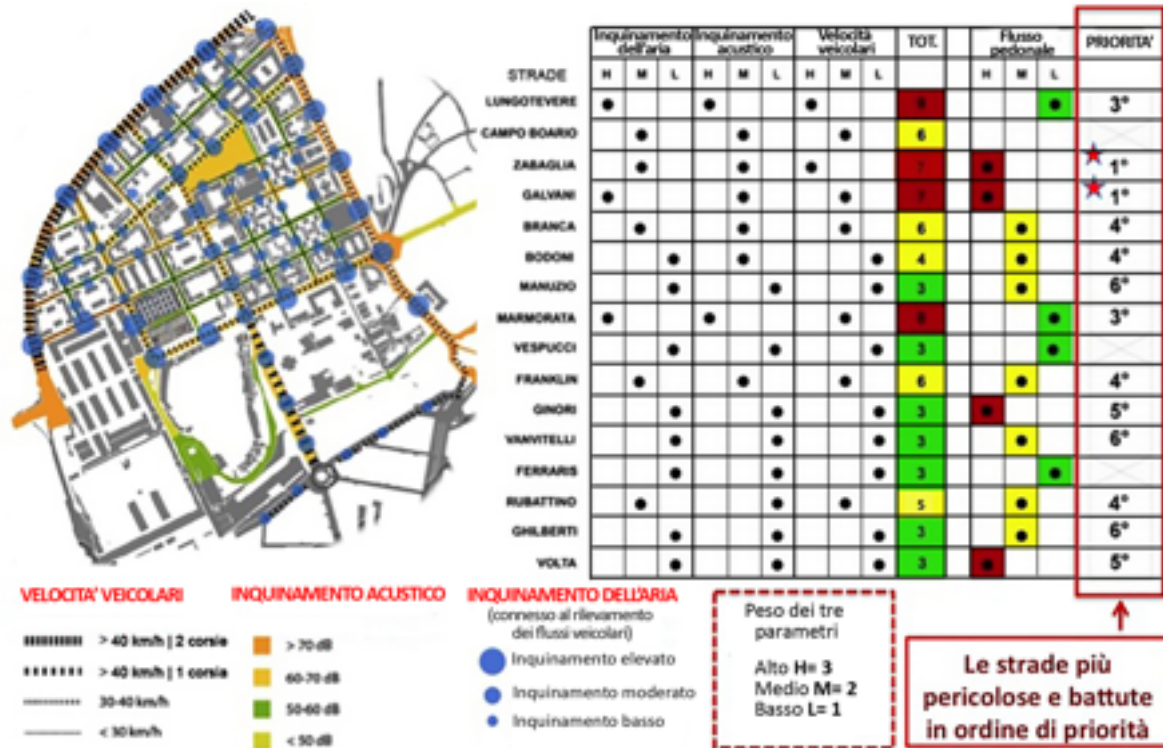 Inquinamento dell'aria Inquinamento acustico Velocità veicolari TOT. Flusso pedonale PRIORITA'
STRADE H M L H M L H M L H M L
LUNGOTEVERE 9 3°
CAMPO BOARIO 6
ZABAGLIA 1°
GALVANI 7 1°
BRANCA 6 4°
BODONI 4 4°
MANUZIO 3 6°
MARMORATA 8 3°
VESPUCCI 3
FRANKLIN 6 4°
GINORI 3 5°
VANVITELLI 3 6°
FERRARIS 3
RUBATTINO 5 4°
GHILBERTI 3 6°
VOLTA 3 5°
VELOCITA' VEICOLARI
> 40 km/h | 2 corsie
> 40 km/h | 1 corsia
30-40 km/h
< 30 km/h
INQUINAMENTO ACUSTICO
> 70 dB
60-70 dB
50-60 dB
< 50 dB
INQUINAMENTO DELL'ARIA
(connesso al rilevamento
dei flussi veicolari)
Inquinamento elevato
Inquinamento moderato
Inquinamento basso
Peso dei tre
parametri
Alto H= 3
Medio M= 2
Basso L= 1
Le strade più
pericolose e battute
in ordine di priorità